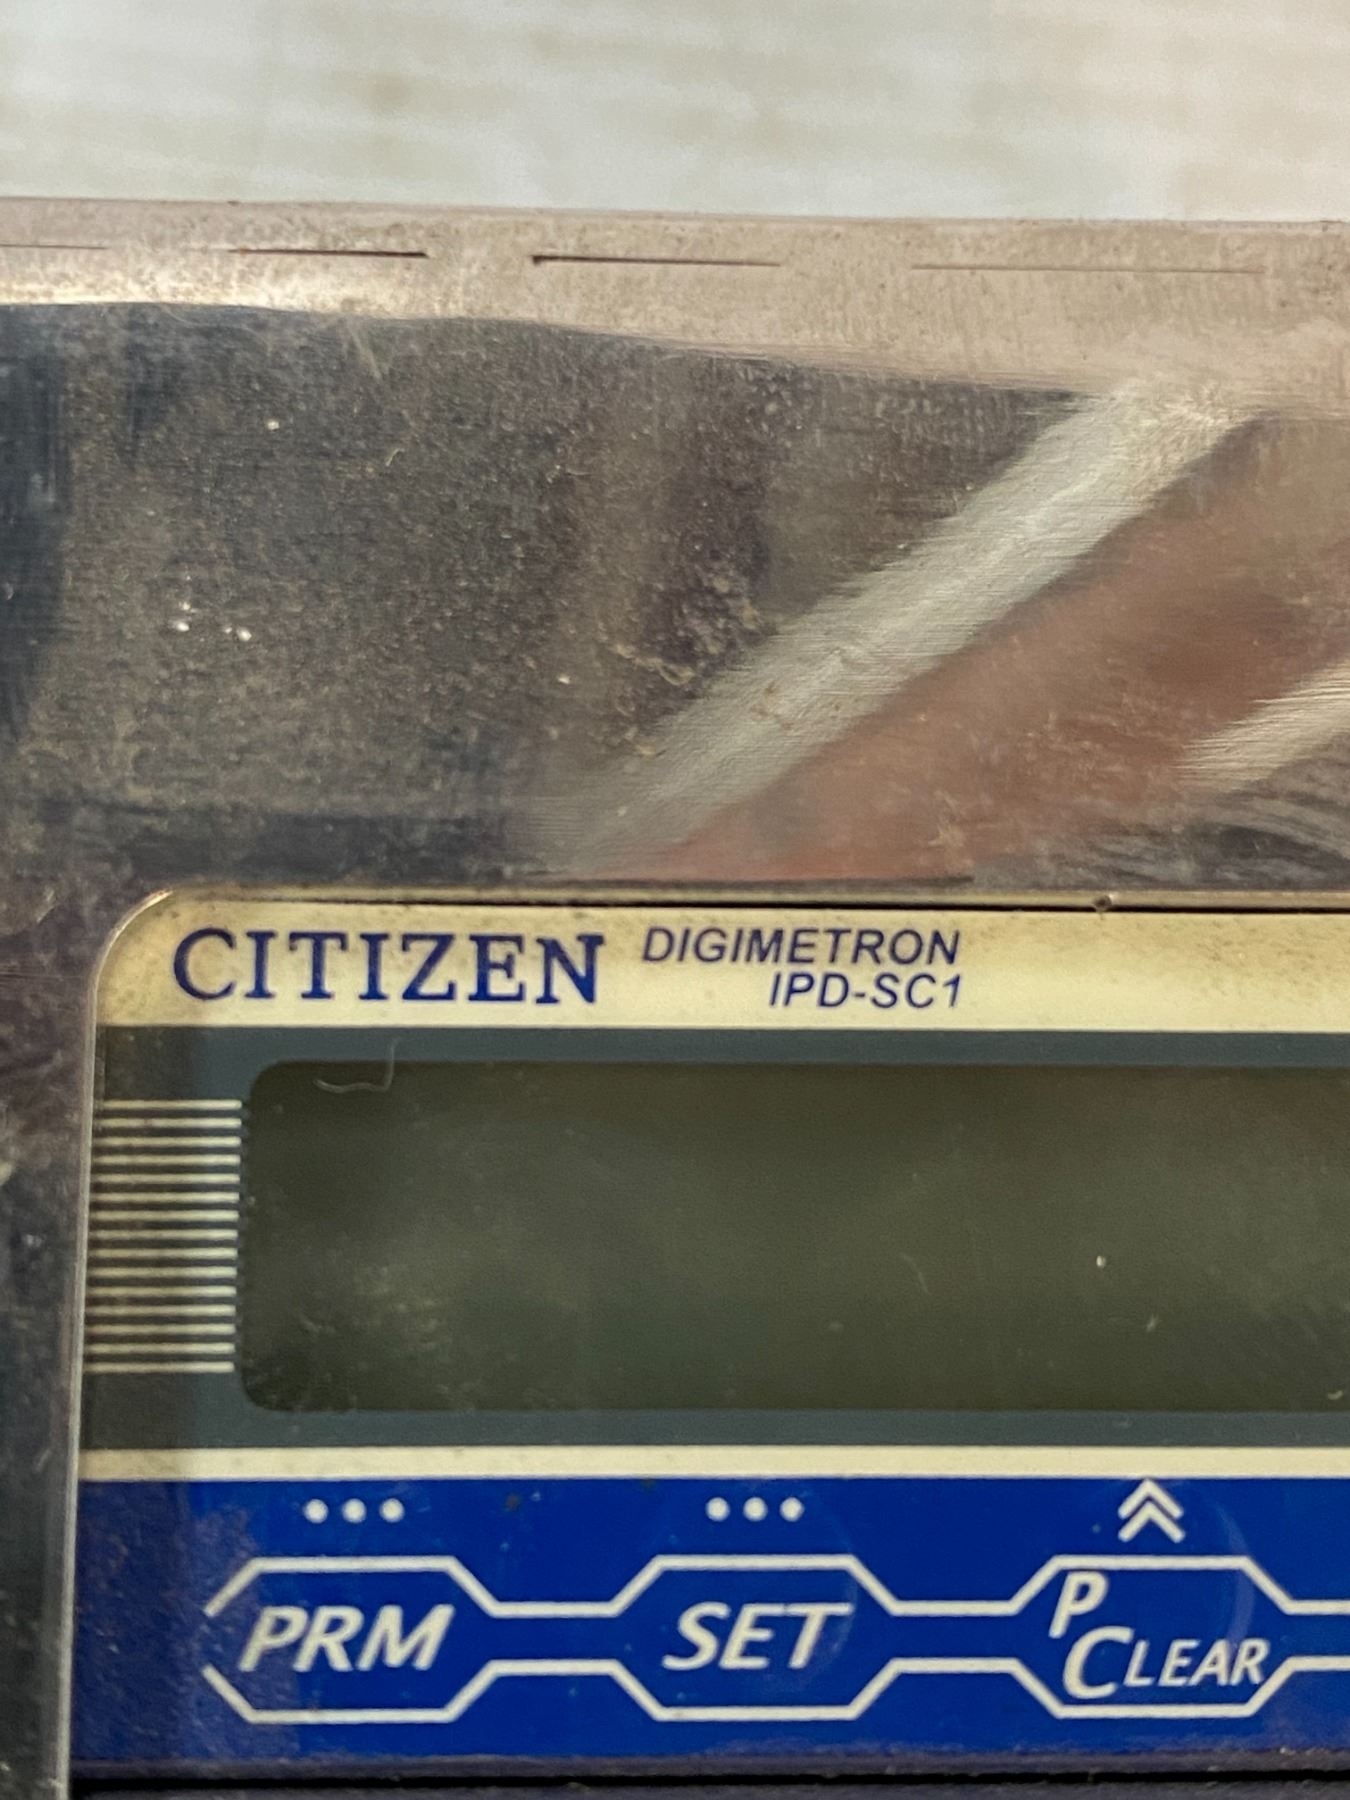 CITIZEN DIGIMETRON
IPD-SC1
PRM SET P CLEAR